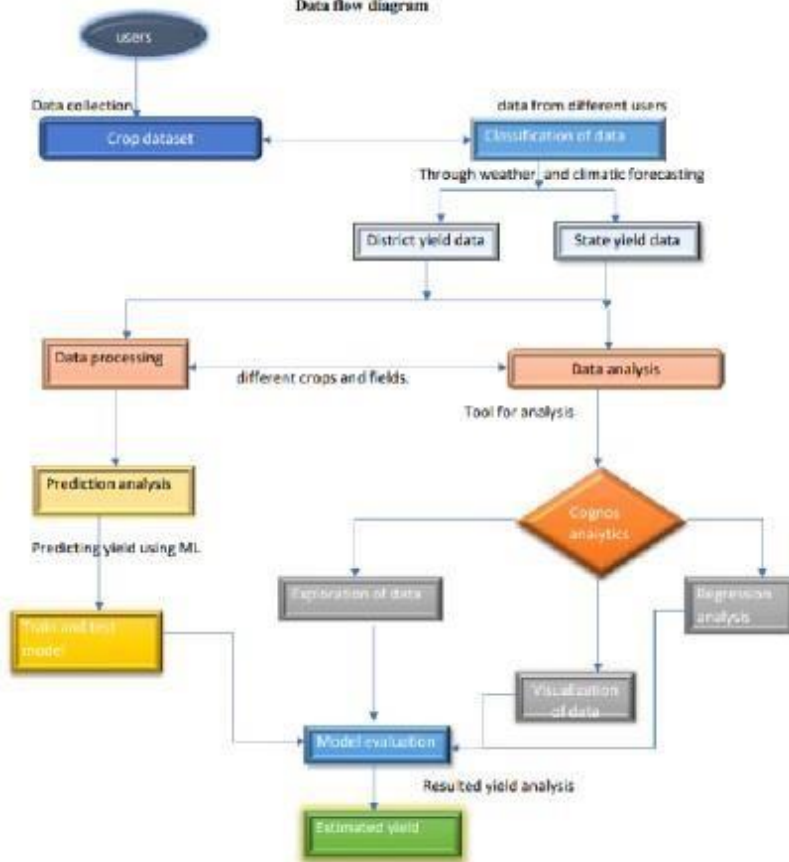 Data flow diagram
users
Data collection
data from different users
Crop dataset
Classification of data
Through weather and climatic forecasting
District yield data
State yield data
Data processing
different crops and fields.
Data analysis
Tool for analysis
Prediction analysis
Cognos
analytics
Predicting yield using ML
Exploration of data
Regression
analysis
Train and test
model
Visualization
of data
Model evaluation
Resulted yield analysis
Estimated yield